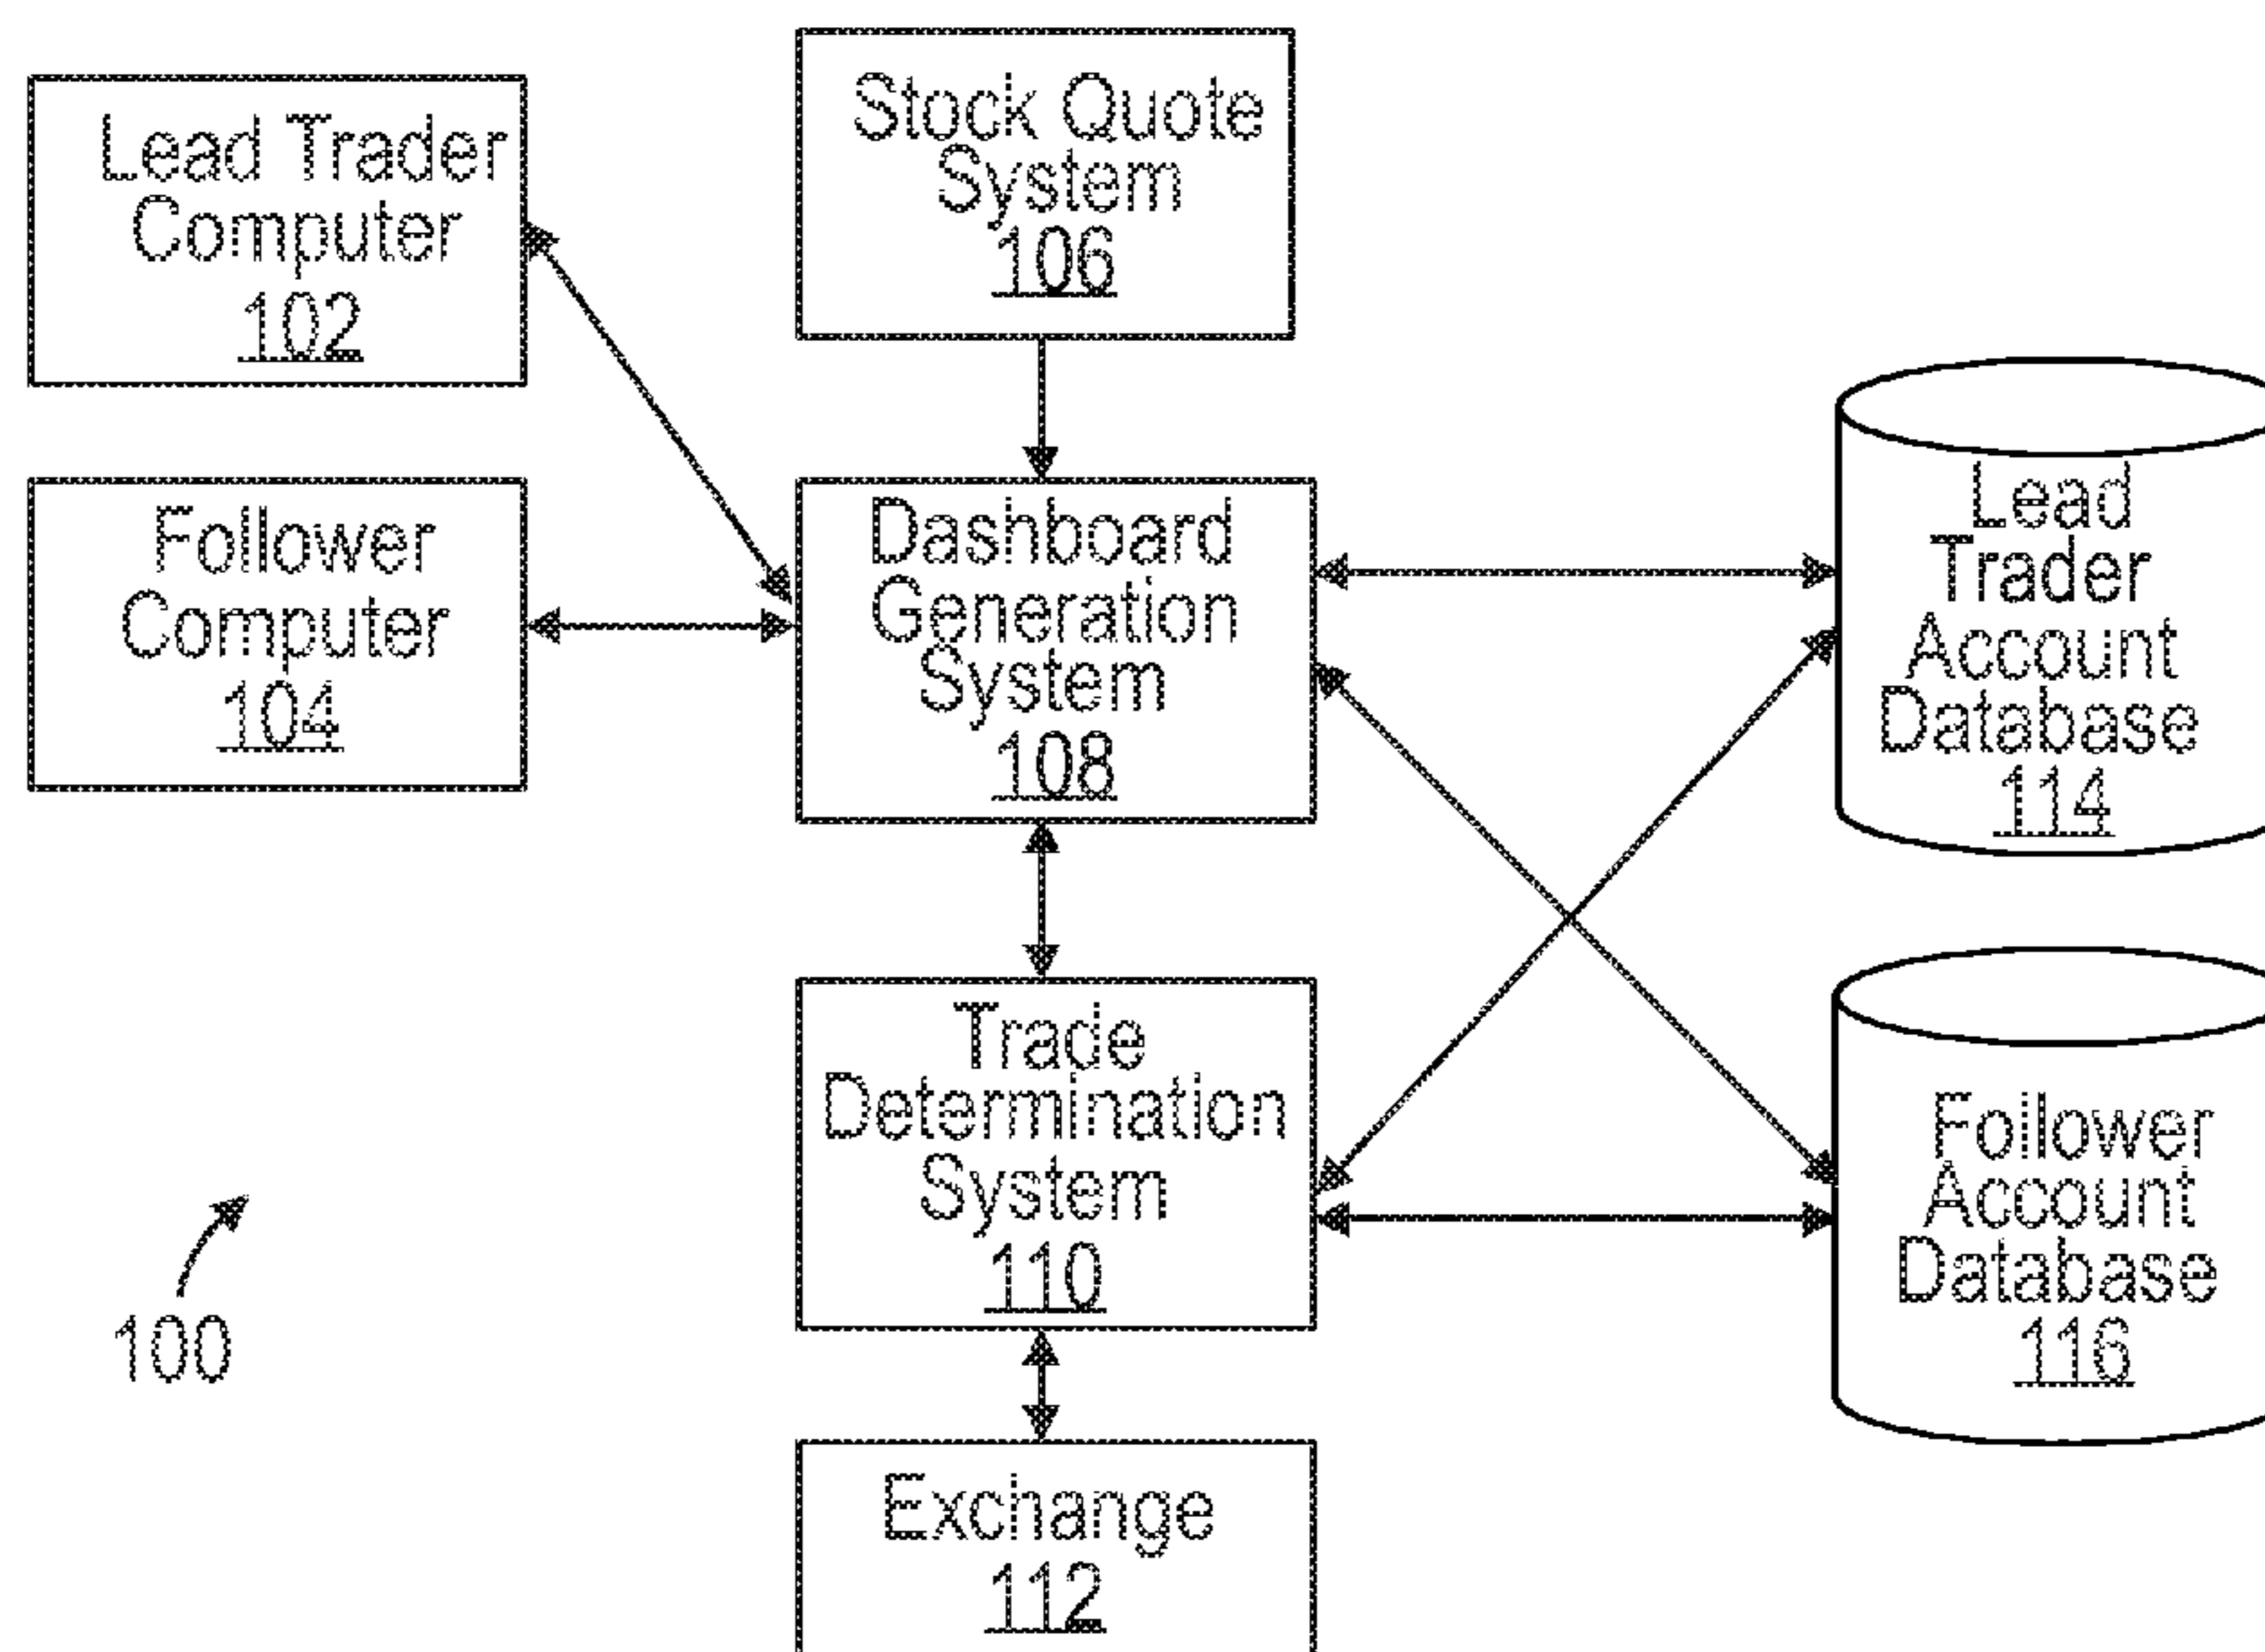 Lead Trader
Computer
102
Stock Quote
System
106
Follower
Computer
104
Dashboard
Generation
System
108
Lead
Trader
Account
Database
114
Trade
Determination
System
110
Follower
Account
Database
116
100
Exchange
112